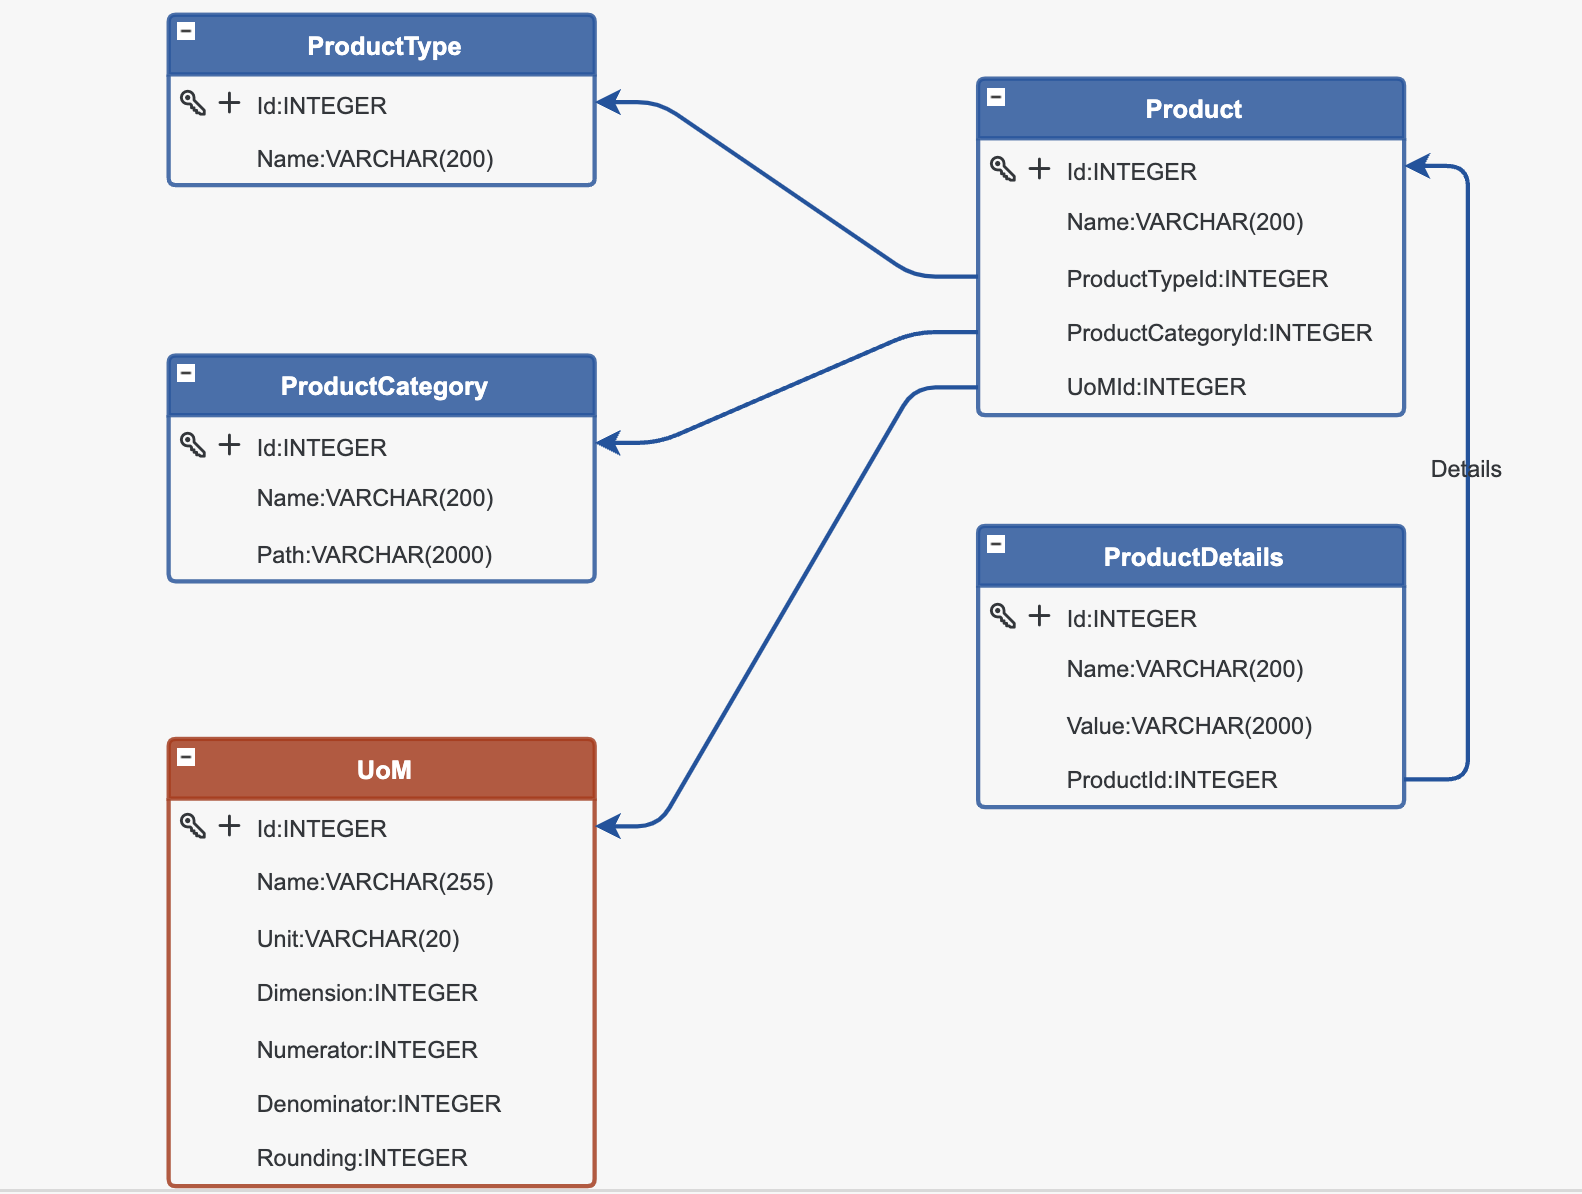 ProductType
Id:INTEGER
Name:VARCHAR(200)
Product
Id:INTEGER
Name:VARCHAR(200)
ProductTypeId:INTEGER
ProductCategoryId:INTEGER
UoMId:INTEGER
ProductCategory
Id:INTEGER
Name:VARCHAR(200)
Path:VARCHAR(2000)
Details
ProductDetails
Id:INTEGER
Name:VARCHAR(200)
Value:VARCHAR(2000)
ProductId:INTEGER
UoM
Id:INTEGER
Name:VARCHAR(255)
Unit:VARCHAR(20)
Dimension:INTEGER
Numerator:INTEGER
Denominator:INTEGER
Rounding:INTEGER